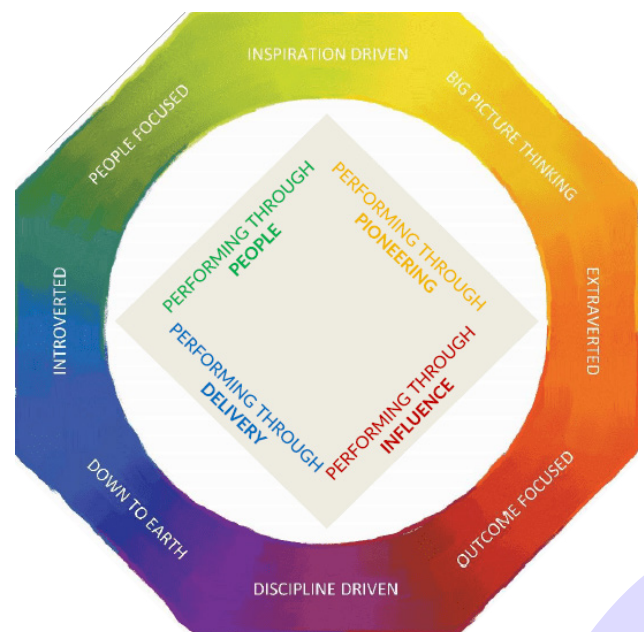 INSPIRATION DRIVEN
PEOPLE FOCUSED
BIG PICTURE THINKING
PERFORMING THROUGH
PEOPLE
PERFORMING THROUGH
PIONEERING
INTROVERTED
EXTRAVERTED
PERFORMING THROUGH
DELIVERY
PERFORMING THROUGH
INFLUENCE
DOWN TO EARTH
OUTCOME FOCUSED
DISCIPLINE DRIVEN